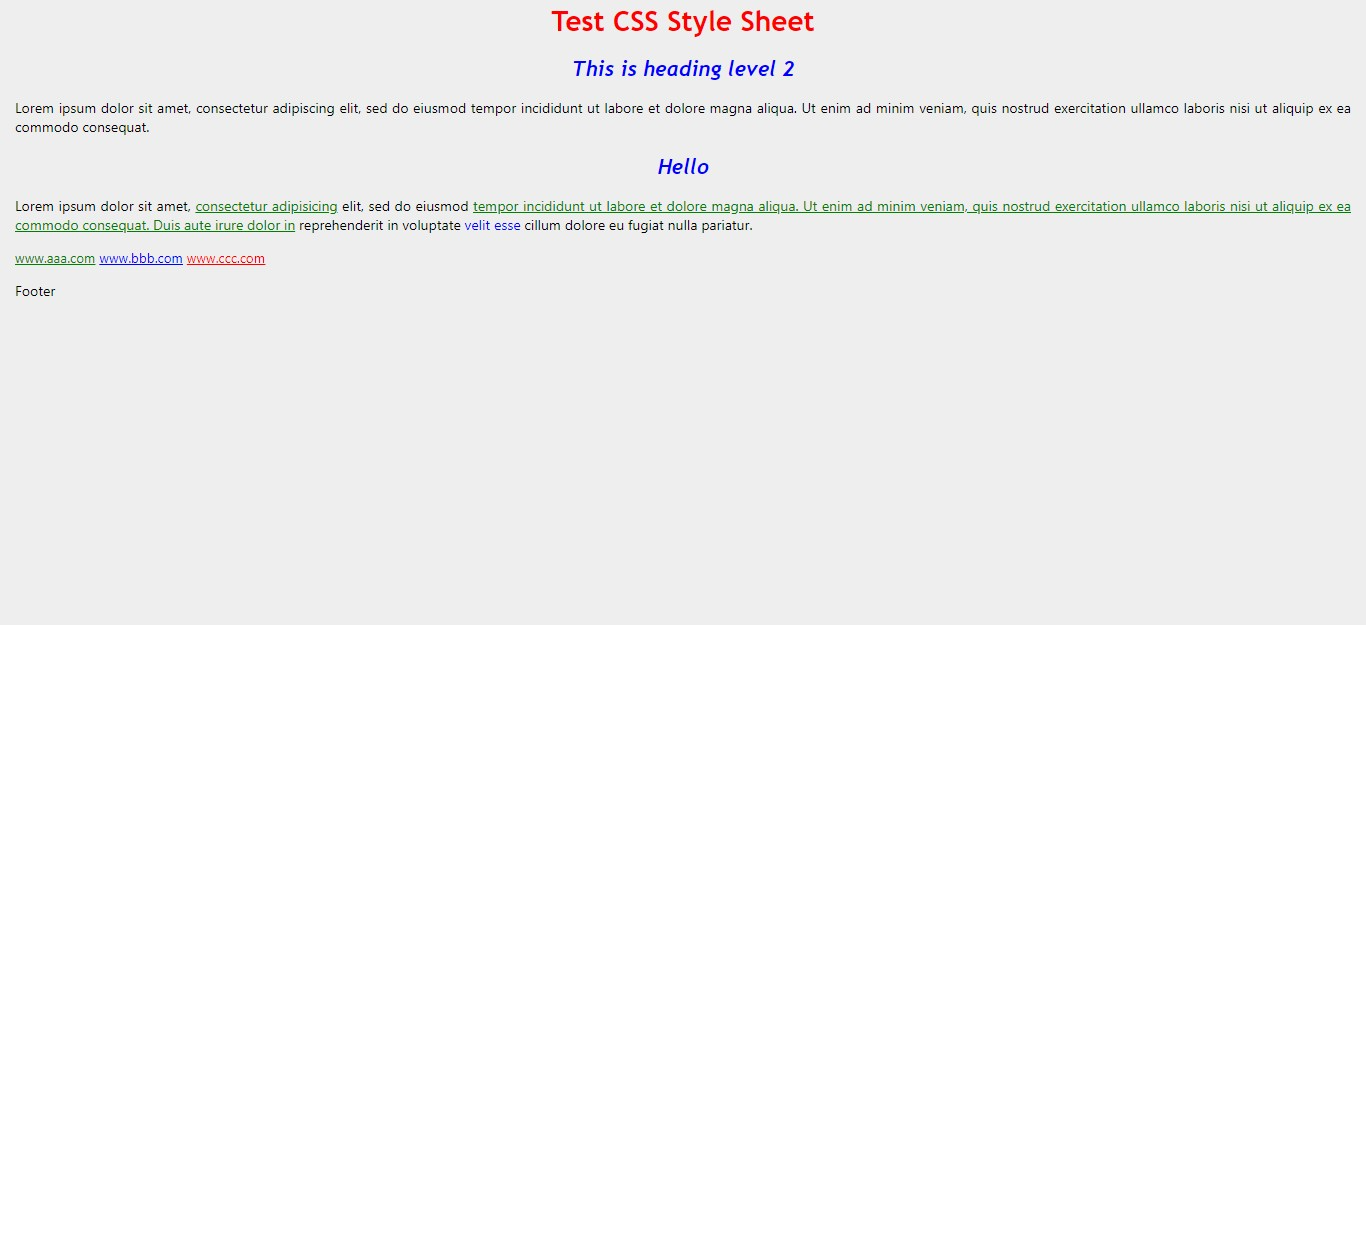 Test CSS Style Sheet
This is heading level 2
Lorem ipsum dolor sit amet, consectetur adipiscing elit, sed do eiusmod tempor incididunt ut labore et dolore magna aliqua. Ut enim ad minim veniam, quis nostrud exercitation ullamco laboris nisi ut aliquip ex ea
commodo consequat.
Hello
Lorem ipsum dolor sit amet, consectetur adipisicing elit, sed do eiusmod tempor incididunt ut labore et dolore magna aliqua. Ut enim ad minim veniam, quis nostrud exercitation ullamco laboris nisi ut aliquip ex ea
commodo consequat. Duis aute irure dolor in reprehenderit in voluptate velit esse cillum dolore eu fugiat nulla pariatur.
www.aaa.com www.bbb.com www.ccc.com
Footer